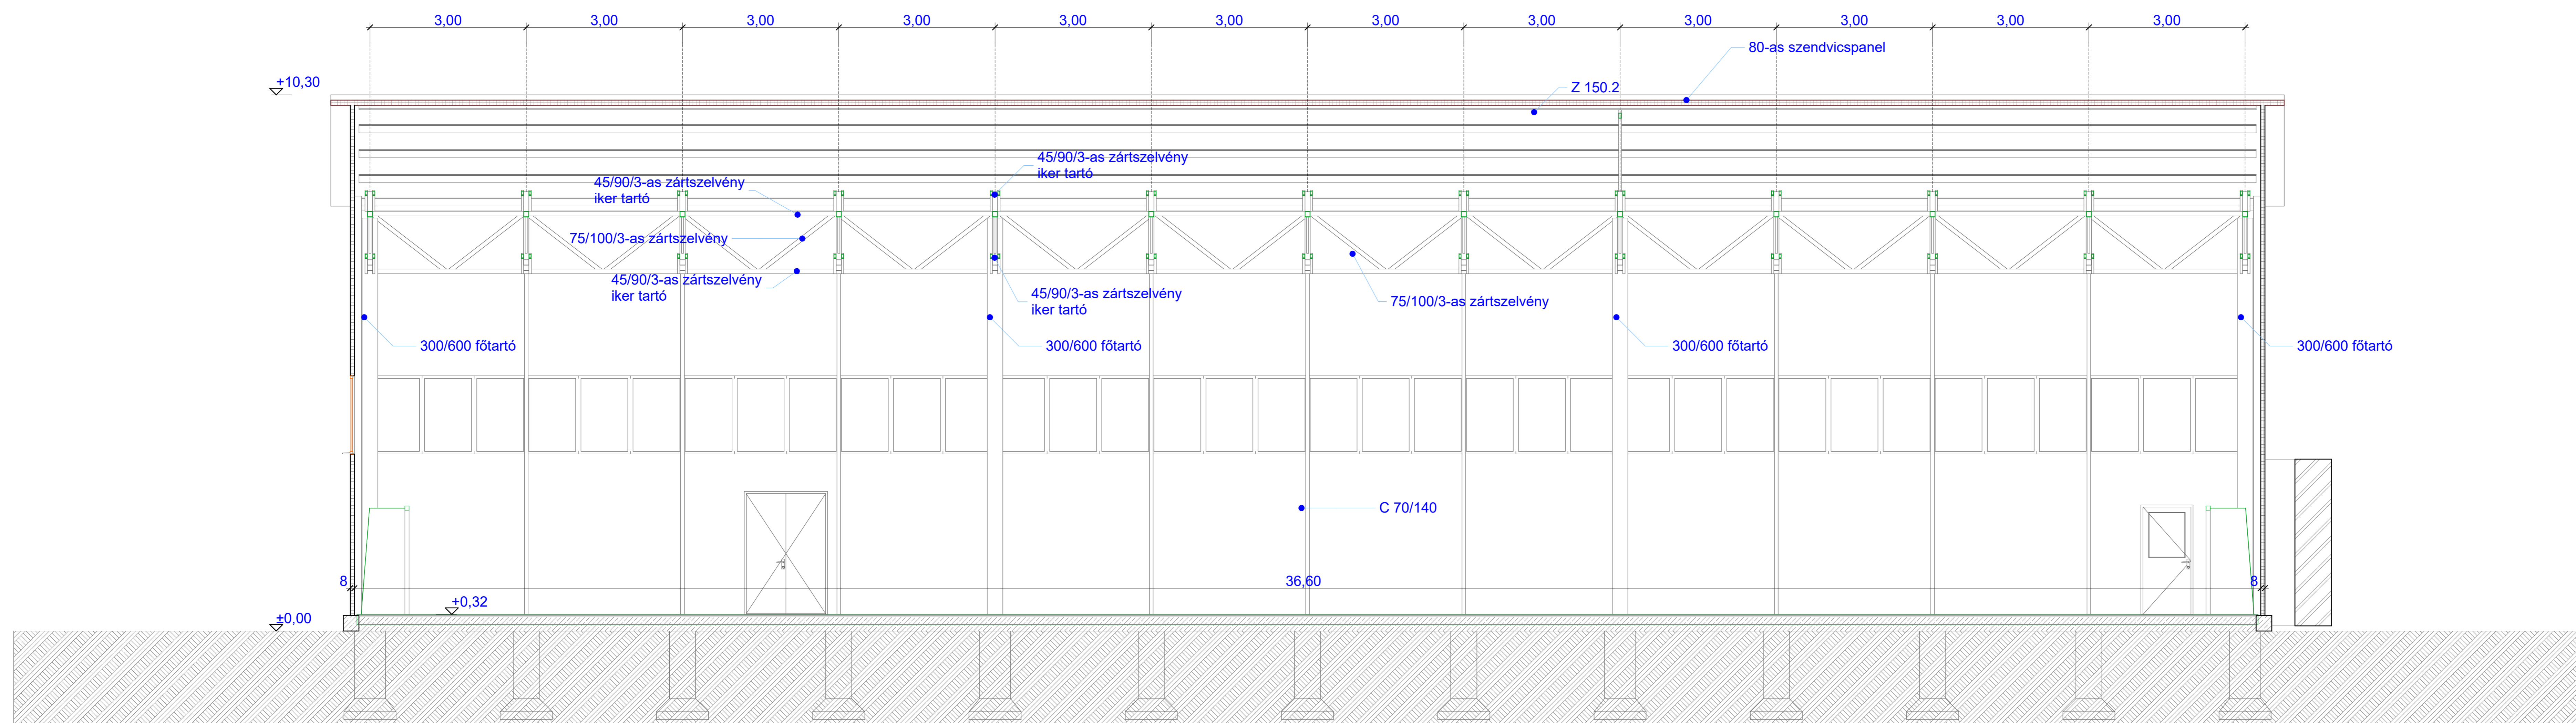 3,00 3,00 3,00 3,00 3,00 3,00 3,00 3,00 3,00 3,00 3,00 3,00
80-as szendvicspanel
+10,30
Z 150.2
45/90/3-as zártszelvény
iker tartó
45/90/3-as zártszelvény
iker tartó
75/100/3-as zártszelvény
45/90/3-as zártszelvény
iker tartó
45/90/3-as zártszelvény
iker tartó
75/100/3-as zártszelvény
300/600 főtartó
300/600 főtartó
300/600 főtartó
300/600 főtartó
C 70/140
8
36,60
8
+0,32
±0,00